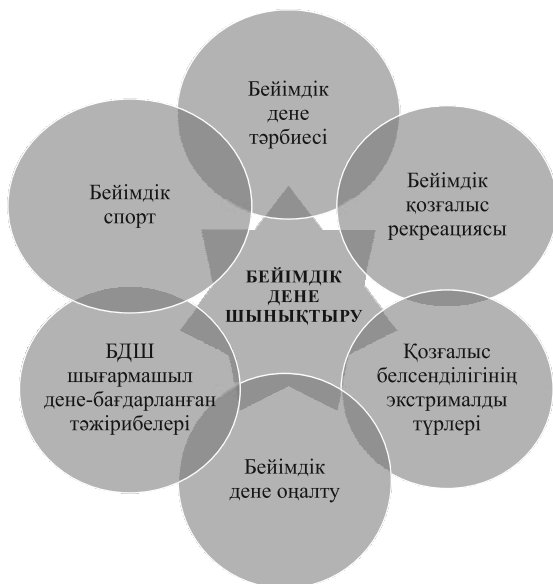 Бейімдік
дене
тәрбиесі
Бейімдік
қозғалыс
рекреациясы
Қозғалыс
белсенділігінің
экстрималды
түрлері
Бейімдік
дене оңалту
БДШ
шығармашыл
дене-бағдарланған
тәжірибелері
Бейімдік
спорт
БЕЙІМДІК
ДЕНЕ
ШЫНЫҚТЫРУ